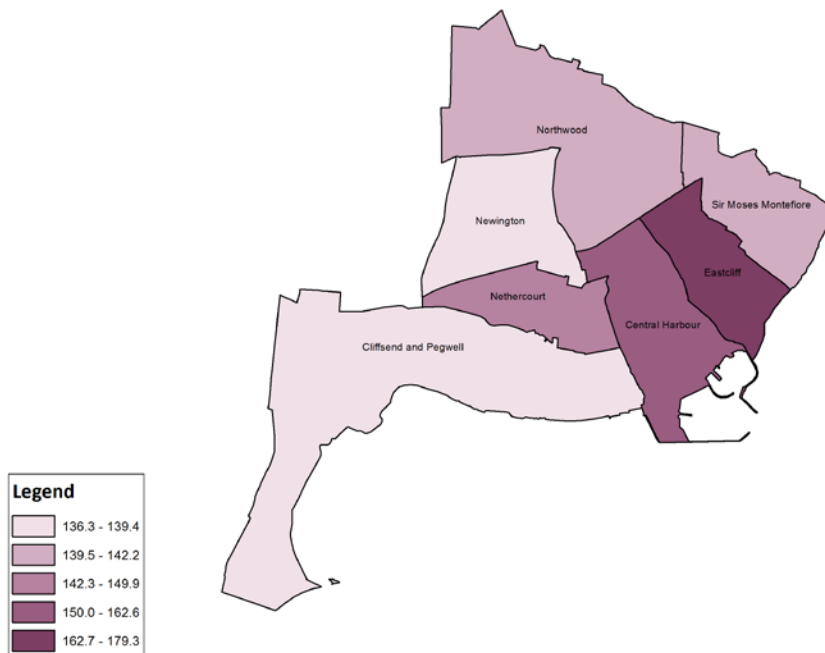 Northwood
Sir Moses Montefiore
Newington
Eastcliff
Nethercourt
Central Harbour
Cliffsend and Pegwell
Legend
136.3 - 139.4
139.5 - 142.2
142.3 - 149.9
150.0 - 162.6
162.7 - 179.3